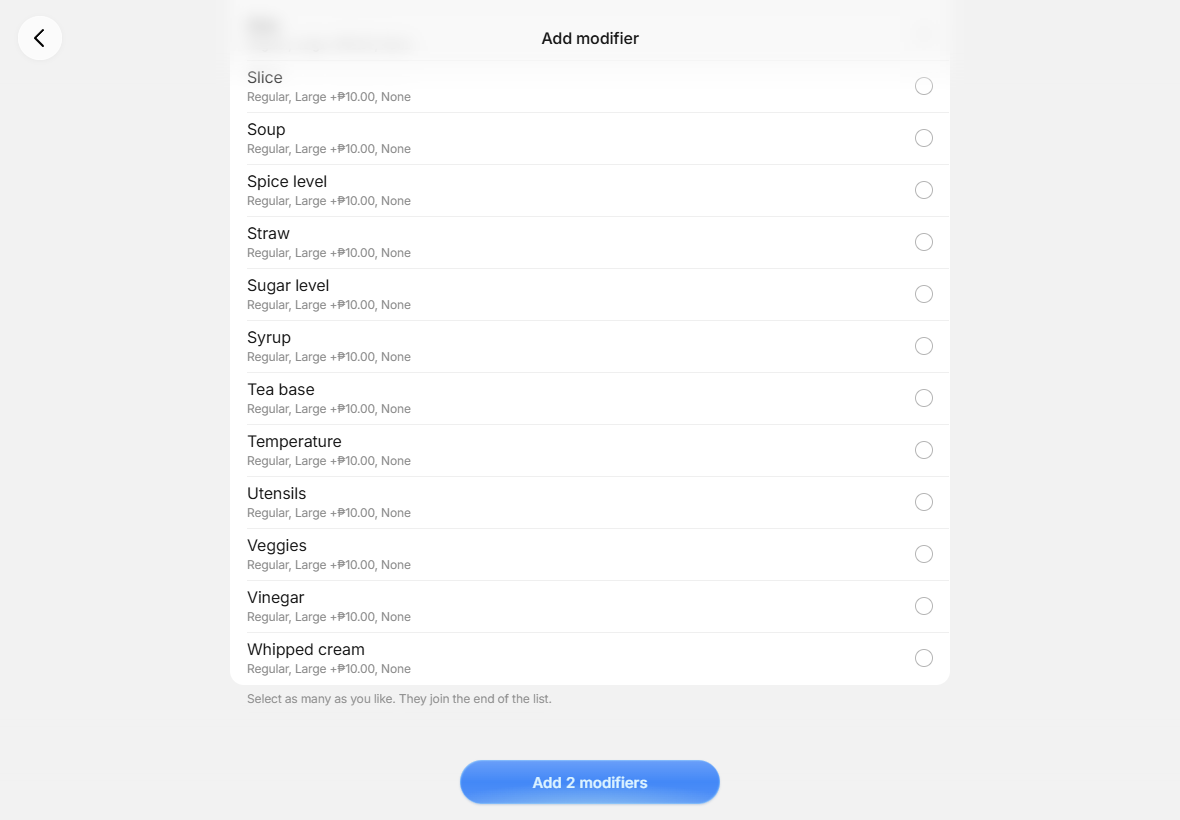 Add modifier
Slice
Regular, Large +₱10.00, None
Soup
Regular, Large +₱10.00, None
Spice level
Regular, Large +₱10.00, None
Straw
Regular, Large +₱10.00, None
Sugar level
Regular, Large +₱10.00, None
Syrup
Regular, Large +₱10.00, None
Tea base
Regular, Large +₱10.00, None
Temperature
Regular, Large +₱10.00, None
Utensils
Regular, Large +₱10.00, None
Veggies
Regular, Large +₱10.00, None
Vinegar
Regular, Large +₱10.00, None
Whipped cream
Regular, Large +₱10.00, None
Select as many as you like. They join the end of the list.
Add 2 modifiers